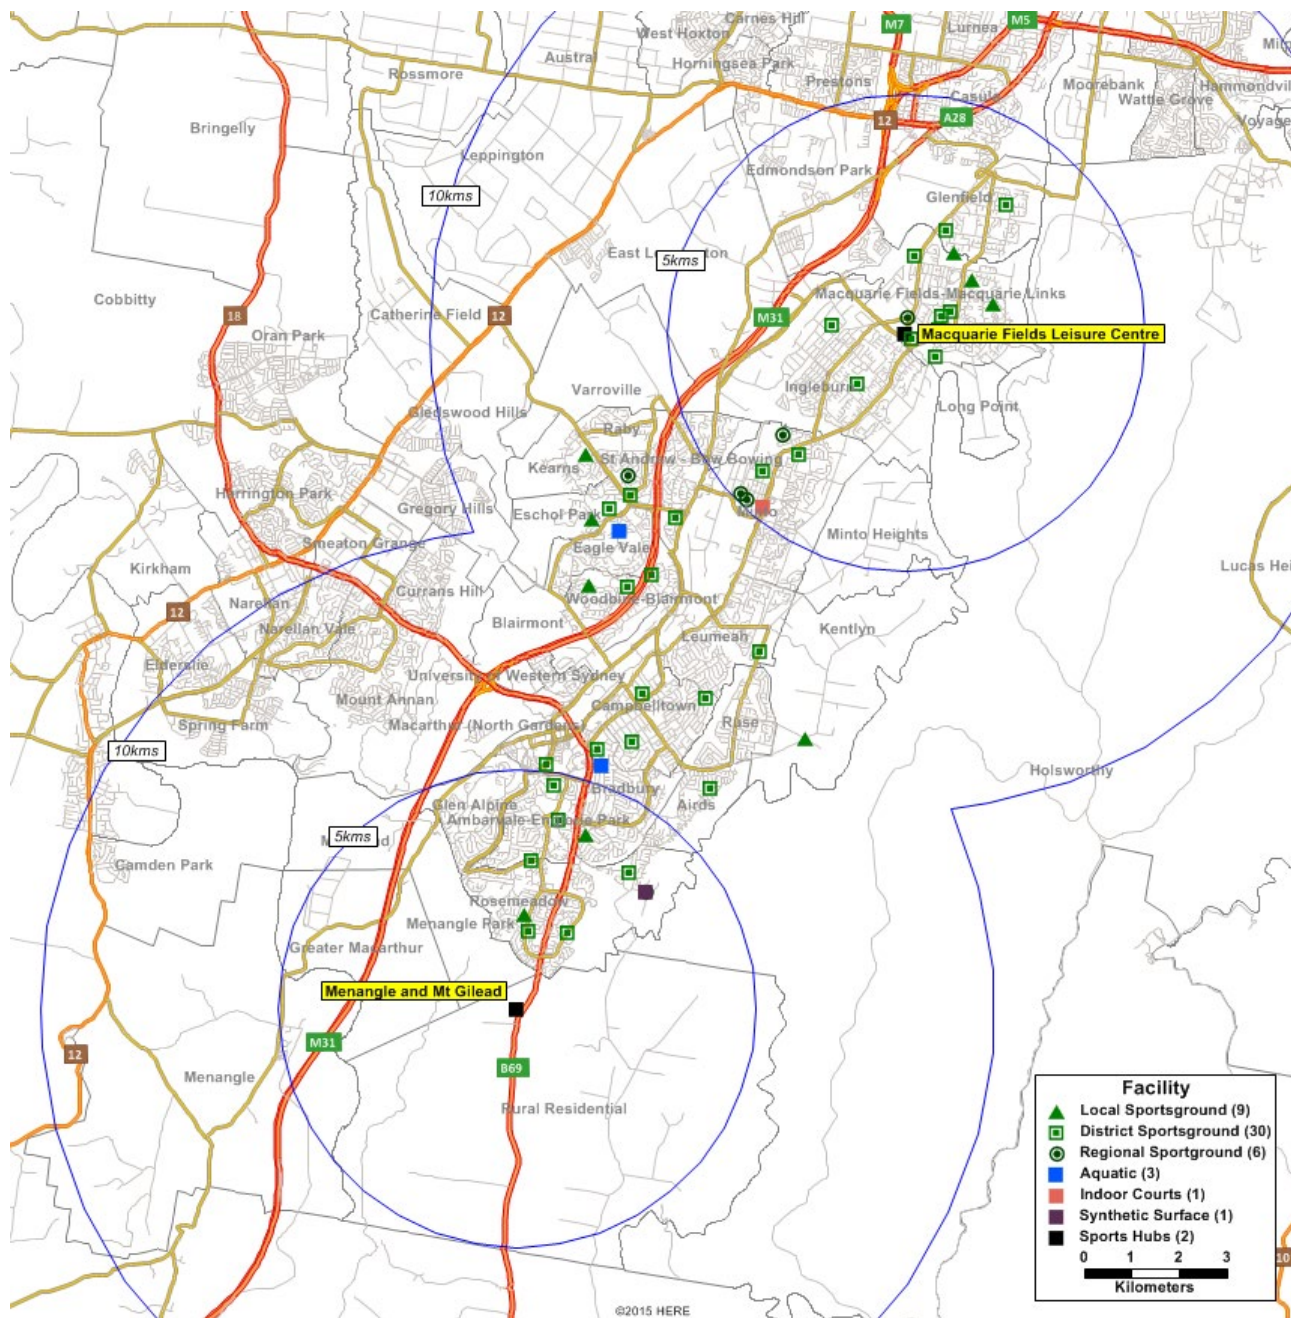 Carnes Hill
M7
M5
Lurnea
West Hoxton
Austral
Horningsea Park
Rossmore
Prestons
Moorebank
Hammondvil
Casula
Wattle Grove
12
A28
Voyage
Bringelly
Leppington
Edmondson Park
10kms
Glenfield
5kms
Cobbitty
Macquarie Fields-Macquarie Links
18
Catherine Field
12
M31
Oran Park
Macquarie Fields Leisure Centre
Varroville
Ingleburn
Long Point
Gledswood Hills
Raby
St Andrew - Bow Bowing
Kearns
Harrington Park
Gregory Hills
Eschol Park
Minto
Minto Heights
Smeaton Grange
Eagle Vale
Kirkham
Lucas Hei
Currans Hill
12
Narellan
Woodbine-Blairmont
Blairmont
Narellan Vale
Leumeah
Kentlyn
Elderslie
University of Western Sydney
Mount Annan
Campbelltown
Spring Farm
Macarthur (North Gardens)
Ruse
10kms
Holsworthy
Bradbury
Glen Alpine
Airds
Ambarvale-Englorie Park
5kms
Camden Park
Rosemeadow
Menangle Park
Greater Macarthur
Menangle and Mt Gilead
M31
12
B69
Menangle
Rural Residential
Facility
Local Sportsground (9)
District Sportsground (30)
Regional Sportground (6)
Aquatic (3)
Indoor Courts (1)
Synthetic Surface (1)
Sports Hubs (2)
0 1 2 3
Kilometers
10
©2015 HERE